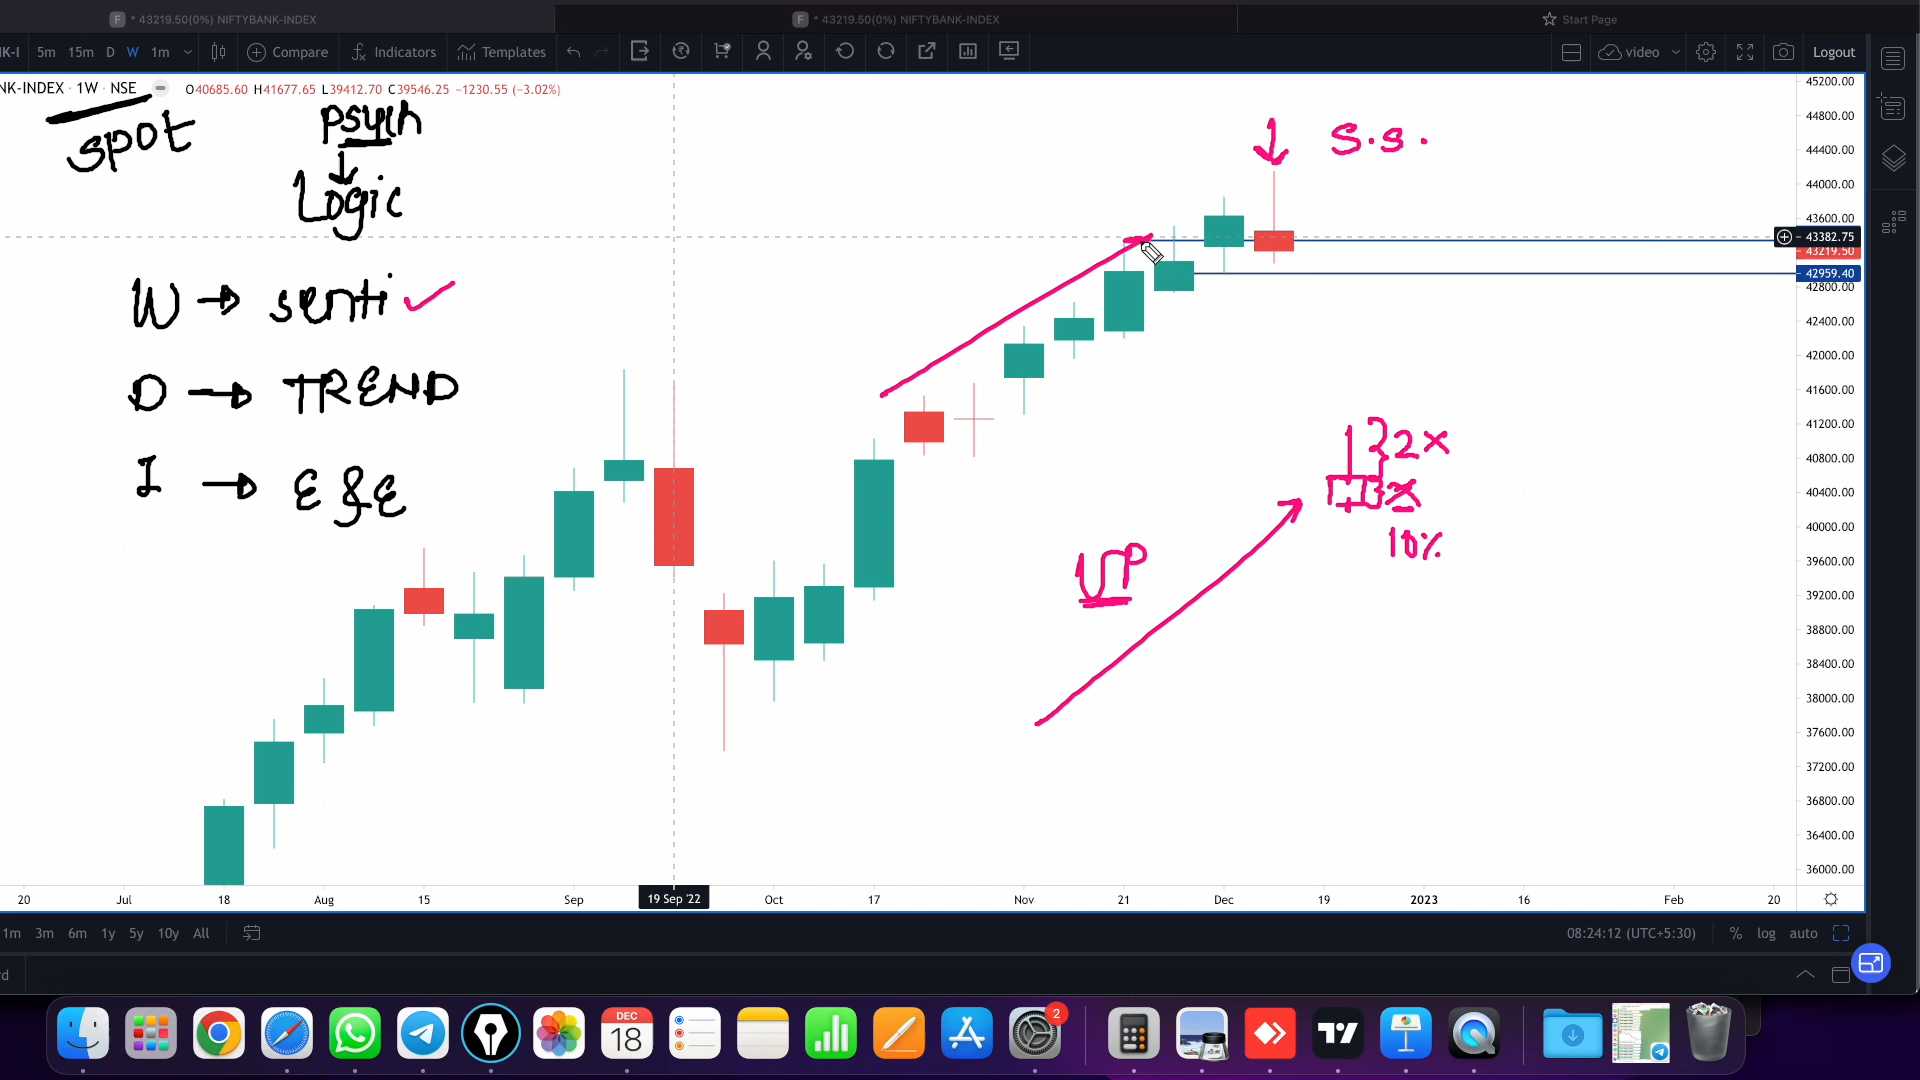 * 43219.50(0%) NIFTYBANK-INDEX
* 43219.50(0%) NIFTYBANK-INDEX
Start Page
K-I 5m 15m D W 1m Compare Indicators Templates video Logout
NK-INDEX · 1W · NSE O40685.60 H41677.65 L39412.70 C39546.25 −1230.55 (−3.02%)
spot
psych
Logic
W → senti
D → TREND
I → E & E
S.S.
UP
2x
x
10%
45200.00
44800.00
44400.00
44000.00
43600.00
43382.75
43219.50
42959.40
42800.00
42400.00
42000.00
41600.00
41200.00
40800.00
40400.00
40000.00
39600.00
39200.00
38800.00
38400.00
38000.00
37600.00
37200.00
36800.00
36400.00
36000.00
20 Jul 18 Aug 15 Sep 19 Sep '22 Oct 17 Nov 21 Dec 19 2023 16 Feb 20
1m 3m 6m 1y 5y 10y All 08:24:12 (UTC+5:30) % log auto
d
DEC
18
2